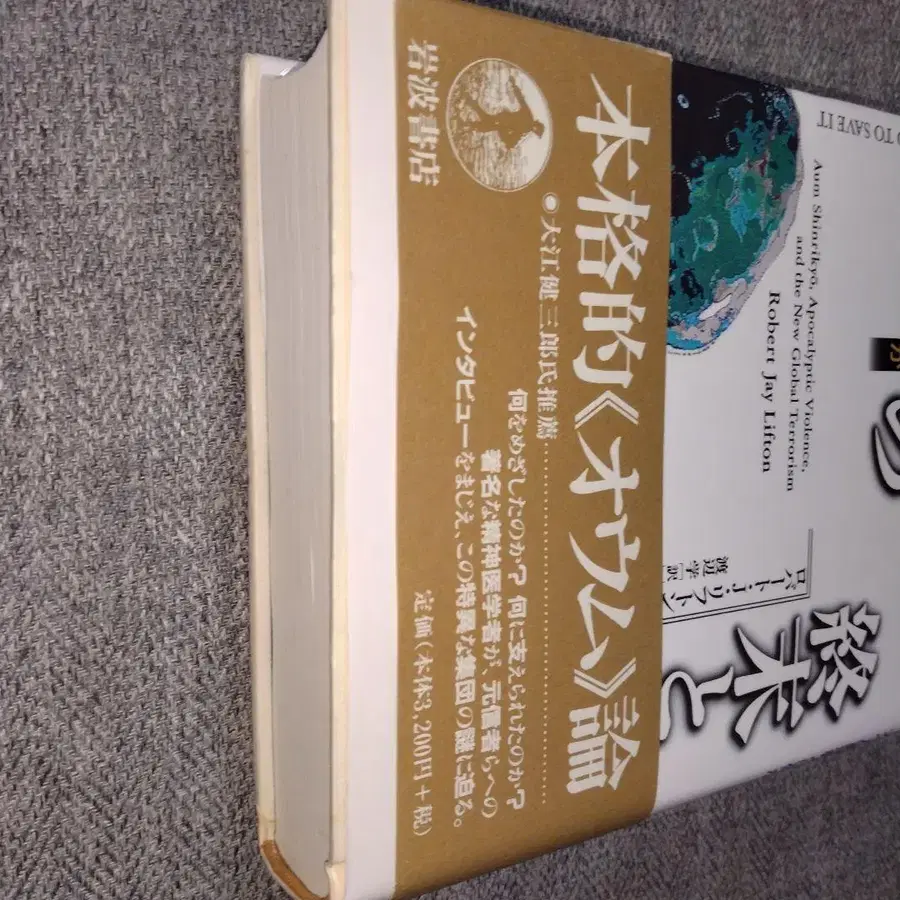 D TO SAVE IT
Aum Shinrikyō, Apocalyptic Violence,
and the New Global Terrorism
Robert Jay Lifton
の
終末と
ロバート・J・リフトン
渡辺学[訳]
本格的《オウム》論
●大江健三郎氏推薦
何をめざしたのか? 何に支えられたのか?
著名な精神医学者が、元信者らへの
インタビューをまじえ、この特異な集団の謎に迫る。
定価(本体3,200円+税)
岩波書店